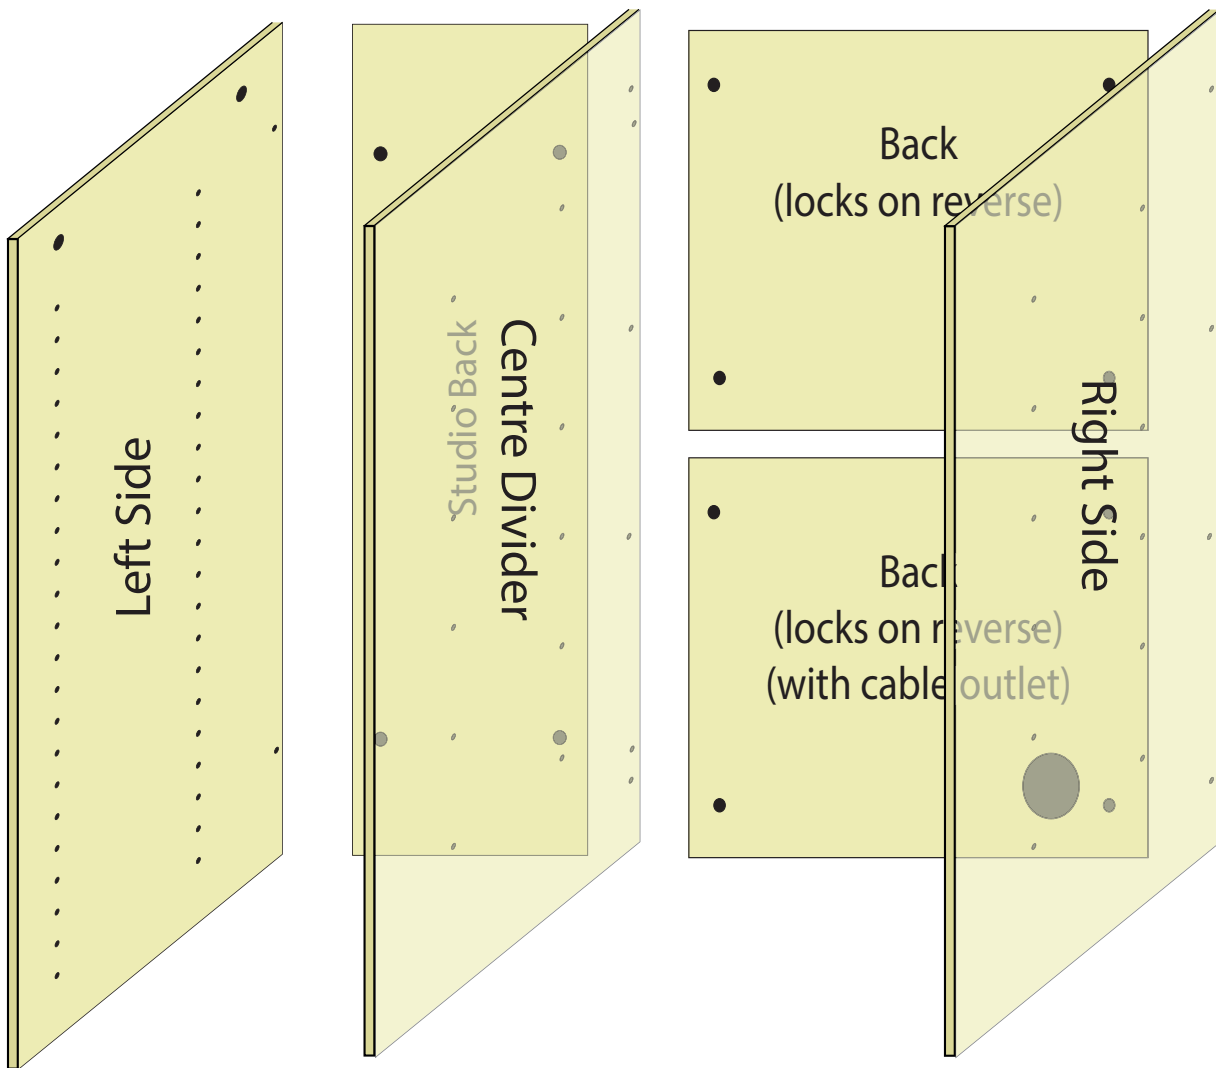 Left Side
Studio Back
Centre Divider
Back
(locks on reverse)
Back
(locks on reverse)
(with cable outlet)
Right Side